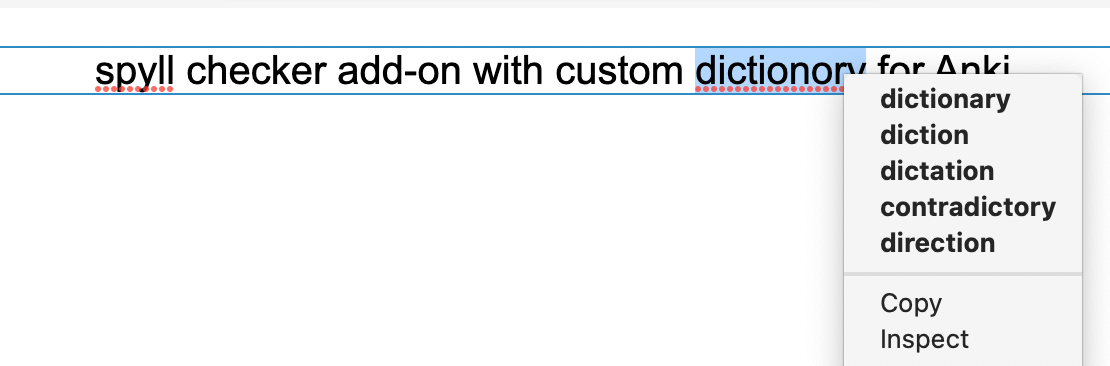 spyll checker add-on with custom dictionory for Anki
dictionary
diction
dictation
contradictory
direction
Copy
Inspect